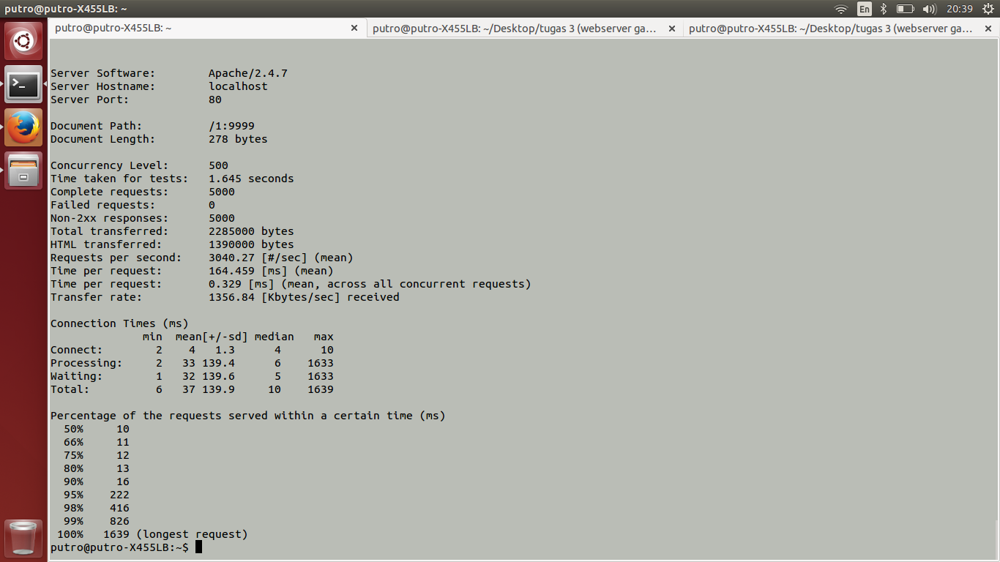 putro@putro-X455LB: ~
En
20:39
putro@putro-X455LB: ~
putro@putro-X455LB: ~/Desktop/tugas 3 (webserver ga...
putro@putro-X455LB: ~/Desktop/tugas 3 (webserver ga...
Server Software:        Apache/2.4.7
Server Hostname:        localhost
Server Port:            80
Document Path:          /1:9999
Document Length:        278 bytes
Concurrency Level:      500
Time taken for tests:   1.645 seconds
Complete requests:      5000
Failed requests:        0
Non-2xx responses:      5000
Total transferred:      2285000 bytes
HTML transferred:       1390000 bytes
Requests per second:    3040.27 [#/sec] (mean)
Time per request:       164.459 [ms] (mean)
Time per request:       0.329 [ms] (mean, across all concurrent requests)
Transfer rate:          1356.84 [Kbytes/sec] received
Connection Times (ms)
              min  mean[+/-sd] median   max
Connect:        2    4   1.3      4      10
Processing:     2   33 139.4      6    1633
Waiting:        1   32 139.6      5    1633
Total:          6   37 139.9     10    1639
Percentage of the requests served within a certain time (ms)
  50%     10
  66%     11
  75%     12
  80%     13
  90%     16
  95%    222
  98%    416
  99%    826
 100%   1639 (longest request)
putro@putro-X455LB:~$